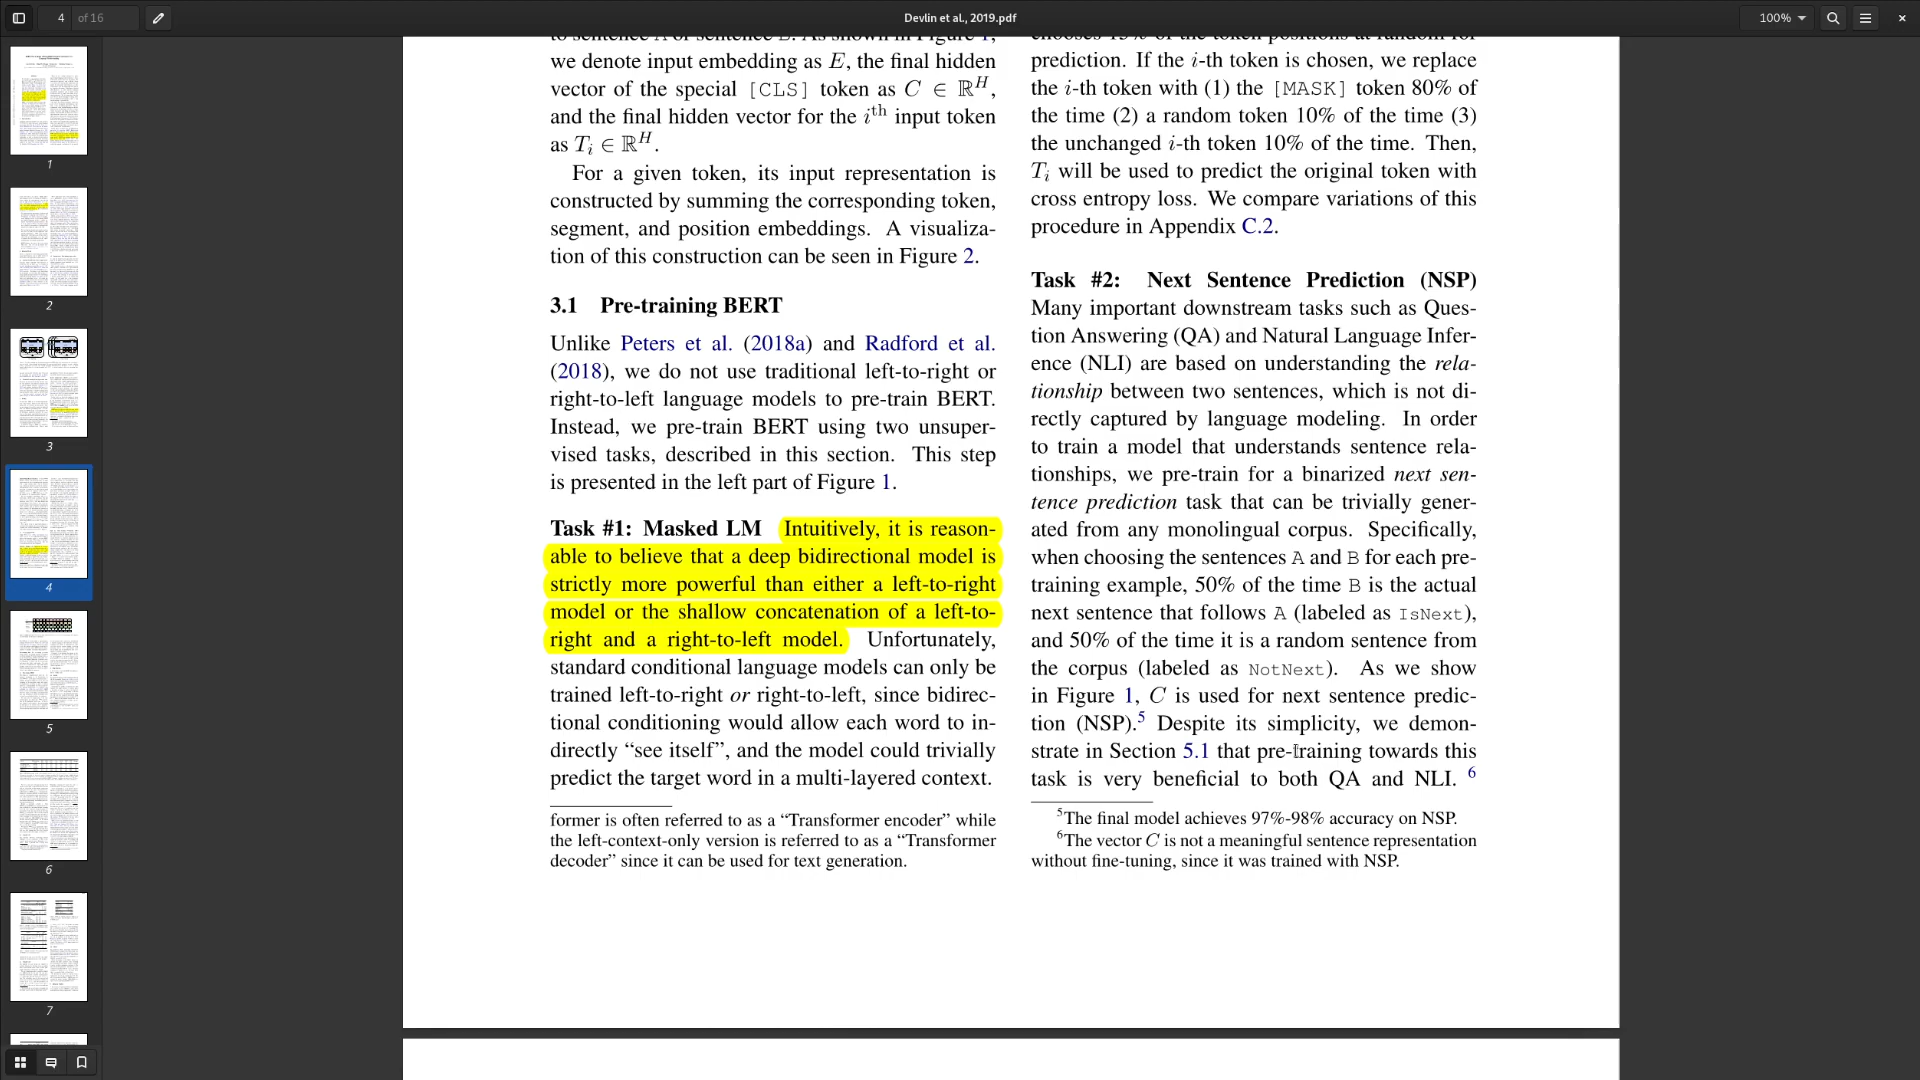 4 of 16
Devlin et al., 2019.pdf
100%
1
2
3
4
5
6
7
to sentence A or sentence B. As shown in Figure 1,
we denote input embedding as E, the final hidden
vector of the special [CLS] token as C ∈ ℝ^H,
and the final hidden vector for the i^th input token
as T_i ∈ ℝ^H.
For a given token, its input representation is
constructed by summing the corresponding token,
segment, and position embeddings. A visualiza-
tion of this construction can be seen in Figure 2.
3.1 Pre-training BERT
Unlike Peters et al. (2018a) and Radford et al.
(2018), we do not use traditional left-to-right or
right-to-left language models to pre-train BERT.
Instead, we pre-train BERT using two unsuper-
vised tasks, described in this section. This step
is presented in the left part of Figure 1.
Task #1: Masked LM Intuitively, it is reason-
able to believe that a deep bidirectional model is
strictly more powerful than either a left-to-right
model or the shallow concatenation of a left-to-
right and a right-to-left model. Unfortunately,
standard conditional language models can only be
trained left-to-right or right-to-left, since bidirec-
tional conditioning would allow each word to in-
directly “see itself”, and the model could trivially
predict the target word in a multi-layered context.
former is often referred to as a “Transformer encoder” while
the left-context-only version is referred to as a “Transformer
decoder” since it can be used for text generation.
chooses 15% of the token positions at random for
prediction. If the i-th token is chosen, we replace
the i-th token with (1) the [MASK] token 80% of
the time (2) a random token 10% of the time (3)
the unchanged i-th token 10% of the time. Then,
T_i will be used to predict the original token with
cross entropy loss. We compare variations of this
procedure in Appendix C.2.
Task #2: Next Sentence Prediction (NSP)
Many important downstream tasks such as Ques-
tion Answering (QA) and Natural Language Infer-
ence (NLI) are based on understanding the rela-
tionship between two sentences, which is not di-
rectly captured by language modeling. In order
to train a model that understands sentence rela-
tionships, we pre-train for a binarized next sen-
tence prediction task that can be trivially gener-
ated from any monolingual corpus. Specifically,
when choosing the sentences A and B for each pre-
training example, 50% of the time B is the actual
next sentence that follows A (labeled as IsNext),
and 50% of the time it is a random sentence from
the corpus (labeled as NotNext). As we show
in Figure 1, C is used for next sentence predic-
tion (NSP).⁵ Despite its simplicity, we demon-
strate in Section 5.1 that pre-training towards this
task is very beneficial to both QA and NLI. ⁶
⁵The final model achieves 97%-98% accuracy on NSP.
⁶The vector C is not a meaningful sentence representation
without fine-tuning, since it was trained with NSP.